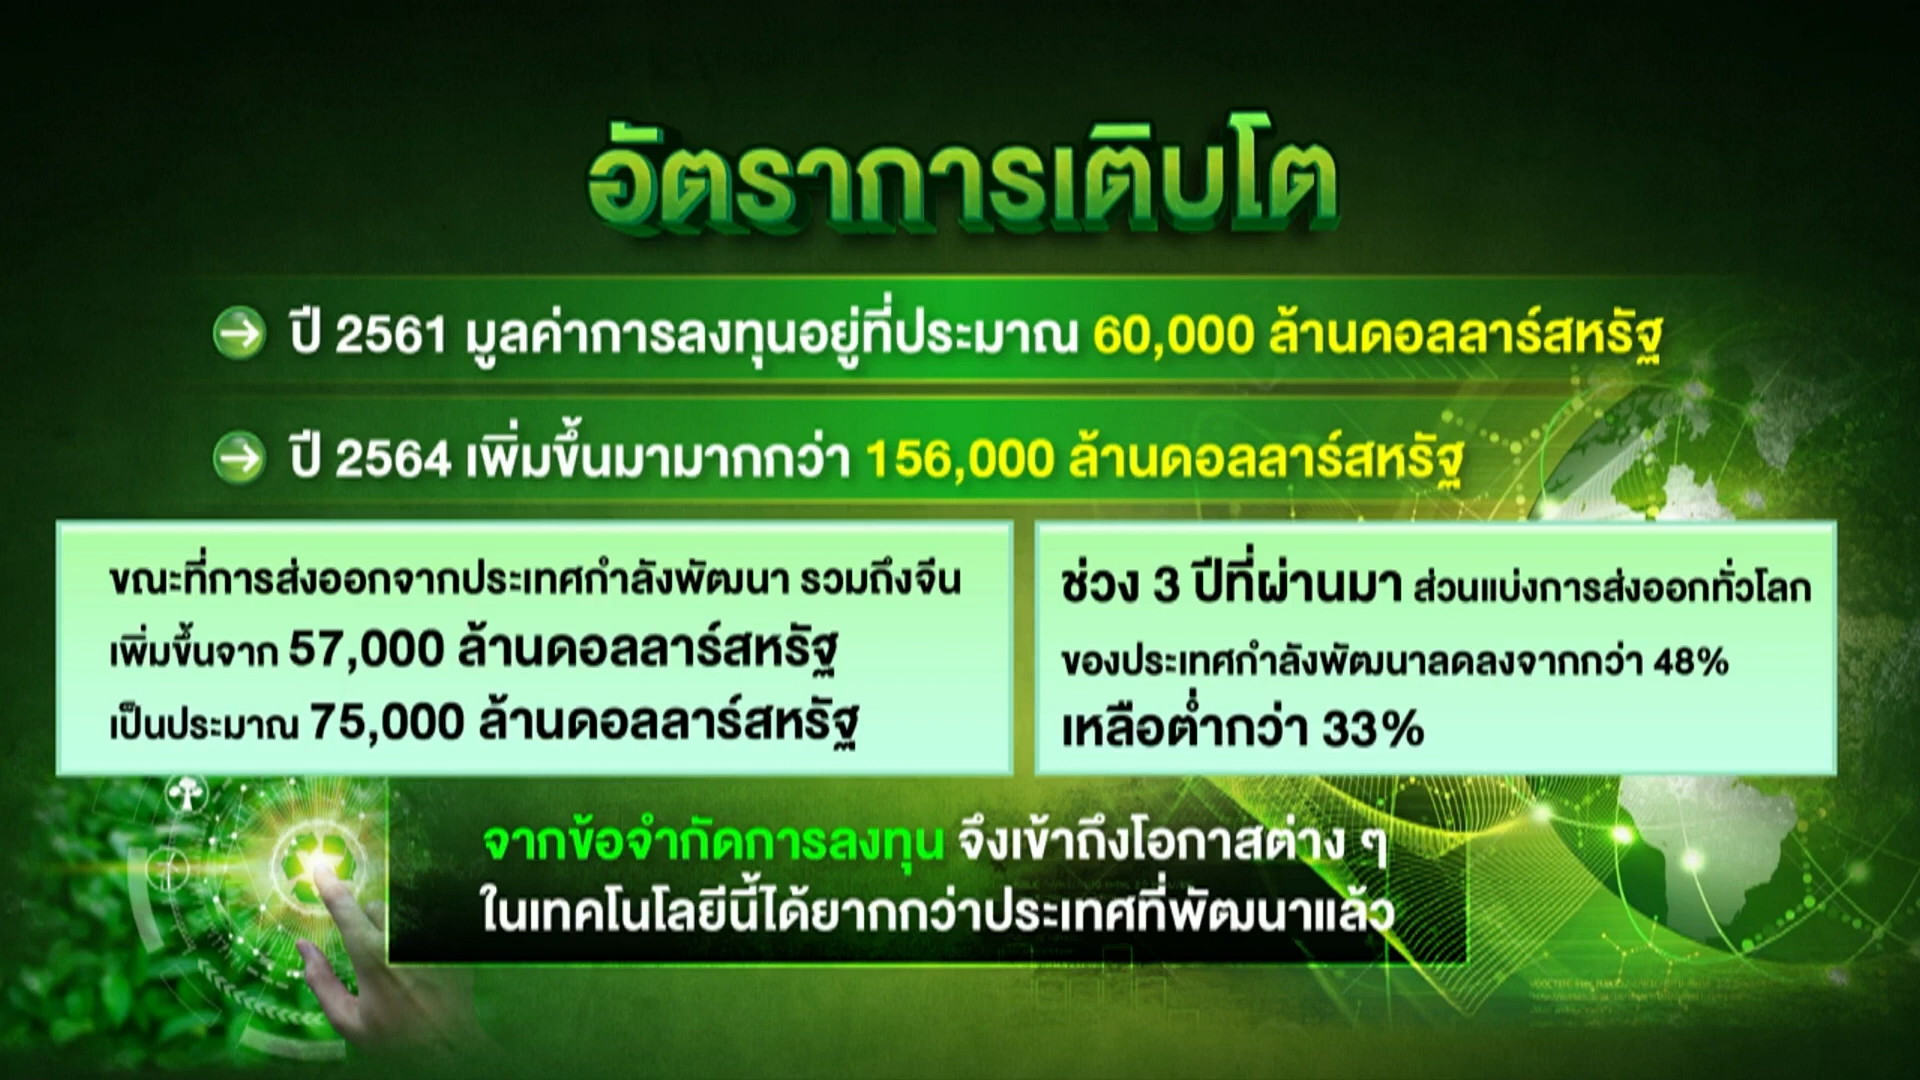 อัตราการเติบโต
ปี 2561 มูลค่าการลงทุนอยู่ที่ประมาณ 60,000 ล้านดอลลาร์สหรัฐ
ปี 2564 เพิ่มขึ้นมามากกว่า 156,000 ล้านดอลลาร์สหรัฐ
ขณะที่การส่งออกจากประเทศกำลังพัฒนา รวมถึงจีน
เพิ่มขึ้นจาก 57,000 ล้านดอลลาร์สหรัฐ
เป็นประมาณ 75,000 ล้านดอลลาร์สหรัฐ
ช่วง 3 ปีที่ผ่านมา ส่วนแบ่งการส่งออกทั่วโลก
ของประเทศกำลังพัฒนาลดลงจากกว่า 48%
เหลือต่ำกว่า 33%
จากข้อจำกัดการลงทุน จึงเข้าถึงโอกาสต่าง ๆ
ในเทคโนโลยีนี้ได้ยากกว่าประเทศที่พัฒนาแล้ว